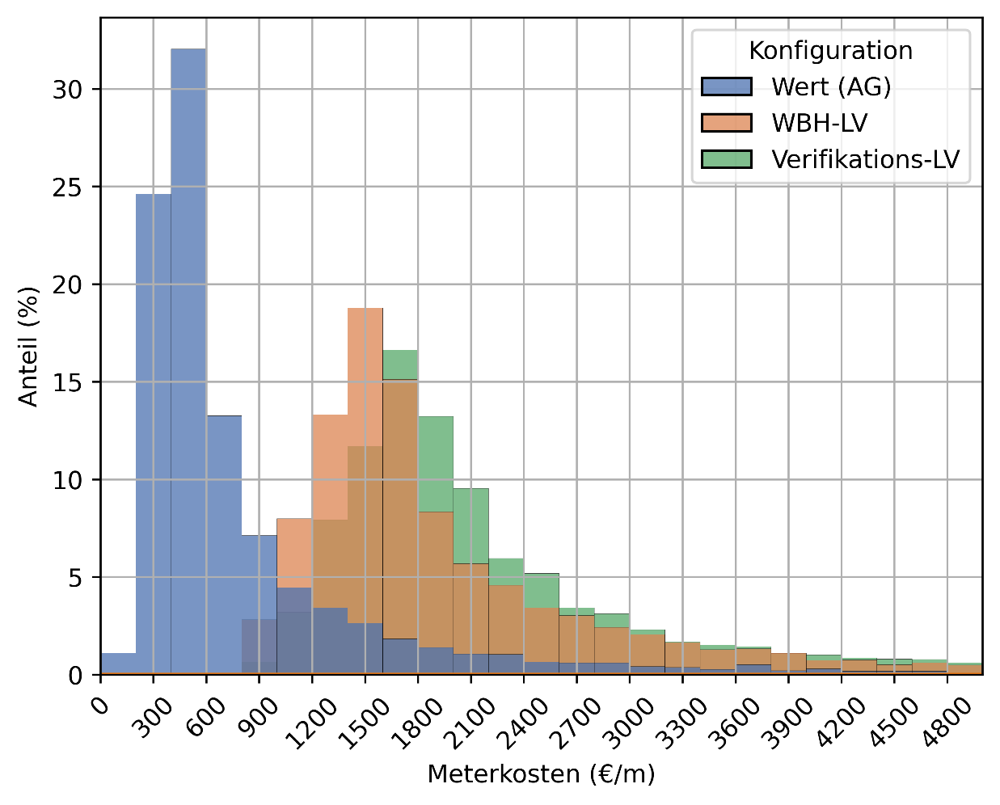 Konfiguration
Wert (AG)
WBH-LV
Verifikations-LV
Anteil (%)
30
25
20
15
10
5
0
0 300 600 900 1200 1500 1800 2100 2400 2700 3000 3300 3600 3900 4200 4500 4800
Meterkosten (€/m)